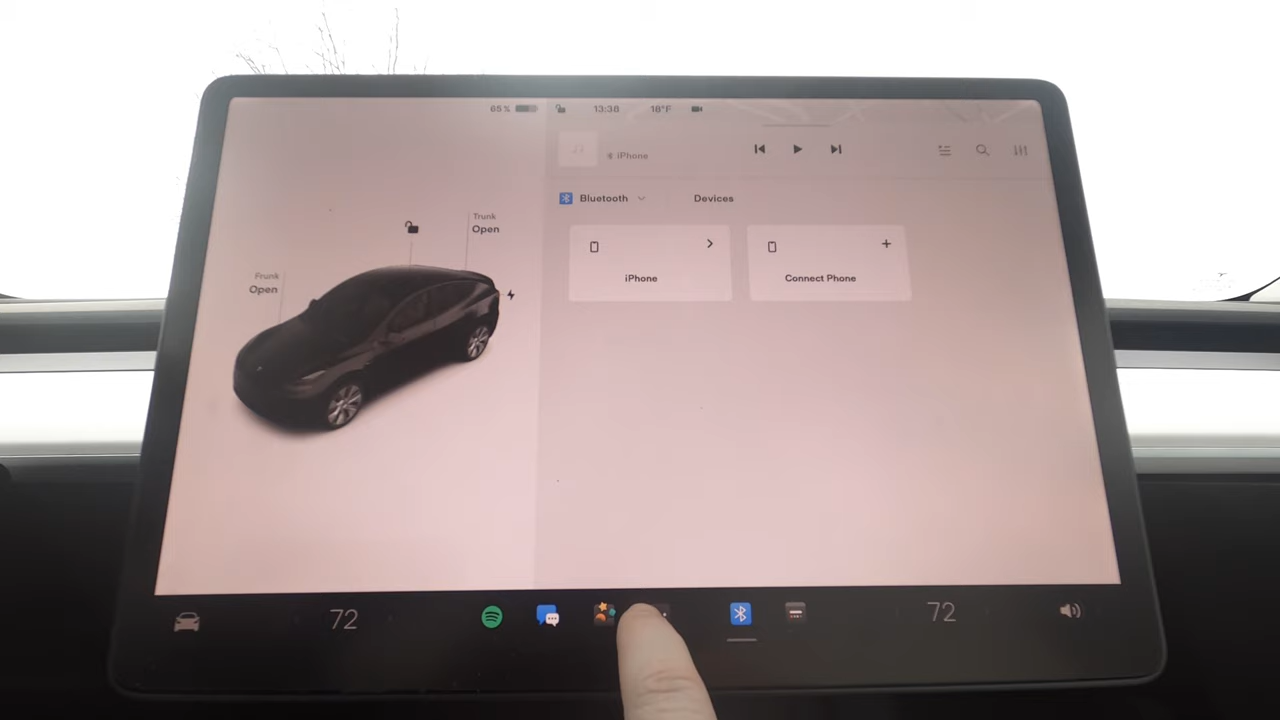 65%
13:38
18°F
iPhone
Bluetooth
Devices
Trunk
Open
Frunk
Open
iPhone
Connect Phone
72
72